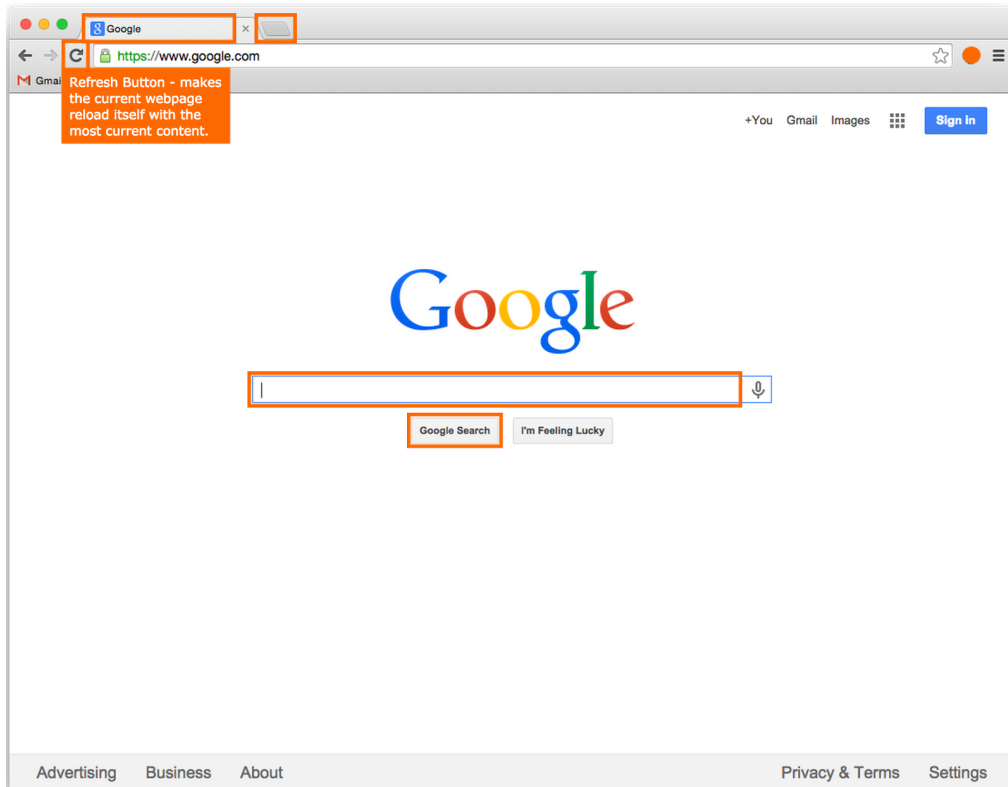 Google
https://www.google.com
Gmai
Refresh Button - makes
the current webpage
reload itself with the
most current content.
+You Gmail Images Sign in
Google
Google Search I'm Feeling Lucky
Advertising Business About Privacy & Terms Settings